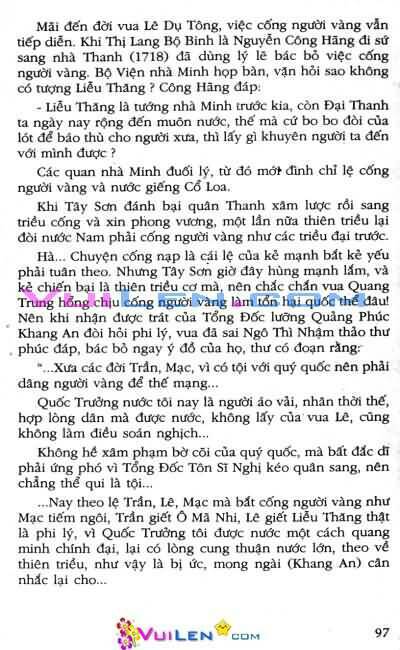 Mãi đến đời vua Lê Dụ Tông, việc cống người vàng vẫn
tiếp diễn. Khi Thị Lang Bộ Binh là Nguyễn Công Hãng đi sứ
sang nhà Thanh (1718) đã dùng lý lẽ bác bỏ việc cống
người vàng. Bộ Viện nhà Minh họp bàn, vặn hỏi sao không
có tượng Liễu Thăng ? Công Hãng đáp:
- Liễu Thăng là tướng nhà Minh trước kia, còn Đại Thanh
ta ngày nay rộng đến muôn nước, thế mà cứ bo bo đòi của
lót để báo thù cho người xưa, thì lấy gì khuyên người ta đến
với mình được ?
Các quan nhà Minh đuối lý, từ đó mới đình chỉ lệ cống
người vàng và nước giếng Cổ Loa.
Khi Tây Sơn đánh bại quân Thanh xâm lược rồi sang
triều cống và xin phong vương, một lần nữa thiên triều lại
đòi nước Nam phải cống người vàng như các triều đại trước.
Hà... Chuyện cống nạp là cái lệ của kẻ mạnh bắt kẻ yếu
phải tuân theo. Nhưng Tây Sơn giờ đây hùng mạnh lắm, và
kẻ chiến bại là thiên triều cơ mà, nên chắc chắn vua Quang
Trung hổng chịu cống người vàng làm tổn hại quốc thể đâu!
Nên khi nhận được trát của Tổng Đốc lưỡng Quảng Phúc
Khang An đòi hỏi phi lý, vua đã sai Ngô Thì Nhậm thảo thư
phúc đáp, bác bỏ ngay ý đồ của họ, thư có đoạn rằng:
"...Xưa các đời Trần, Mạc, vì có tội với quý quốc nên phải
dâng người vàng để thế mạng...
Quốc Trưởng nước tôi nay là người áo vải, nhân thời thế,
hợp lòng dân mà được nước, không lấy của vua Lê, cũng
không làm điều soán nghịch...
Không hề xâm phạm bờ cõi của quý quốc, mà bất đắc dĩ
phải ứng phó vì Tổng Đốc Tôn Sĩ Nghị kéo quân sang, nên
chẳng thể qui là tội...
...Nay theo lệ Trần, Lê, Mạc mà bắt cống người vàng như
Mạc tiếm ngôi, Trần giết Ô Mã Nhi, Lê giết Liễu Thăng thật
là phi lý, vì Quốc Trưởng tôi được nước một cách quang
minh chính đại, lại có lòng cung thuận nước lớn, theo về
thiên triều, như vậy là bị ức, mong ngài (Khang An) cân
nhắc lại cho...
VUILEN.COM
97
VUILEN.COM